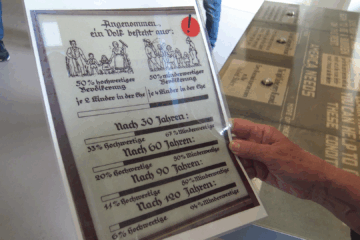 Angenommen...
ein Volk besteht aus:
50% hochwertiger
Bevölkerung
50% minderwertiger
Bevölkerung
je 2 Kinder in der Ehe
je 4 Kinder in der Ehe
Nach 30 Jahren:
33% Hochwertige
67% Minderwertige
Nach 60 Jahren:
20% Hochwertige
80% Minderwertige
Nach 90 Jahren:
11% Hochwertige
89% Minderwertige
Nach 120 Jahren:
6% Hochwertige
94% Minderwertige